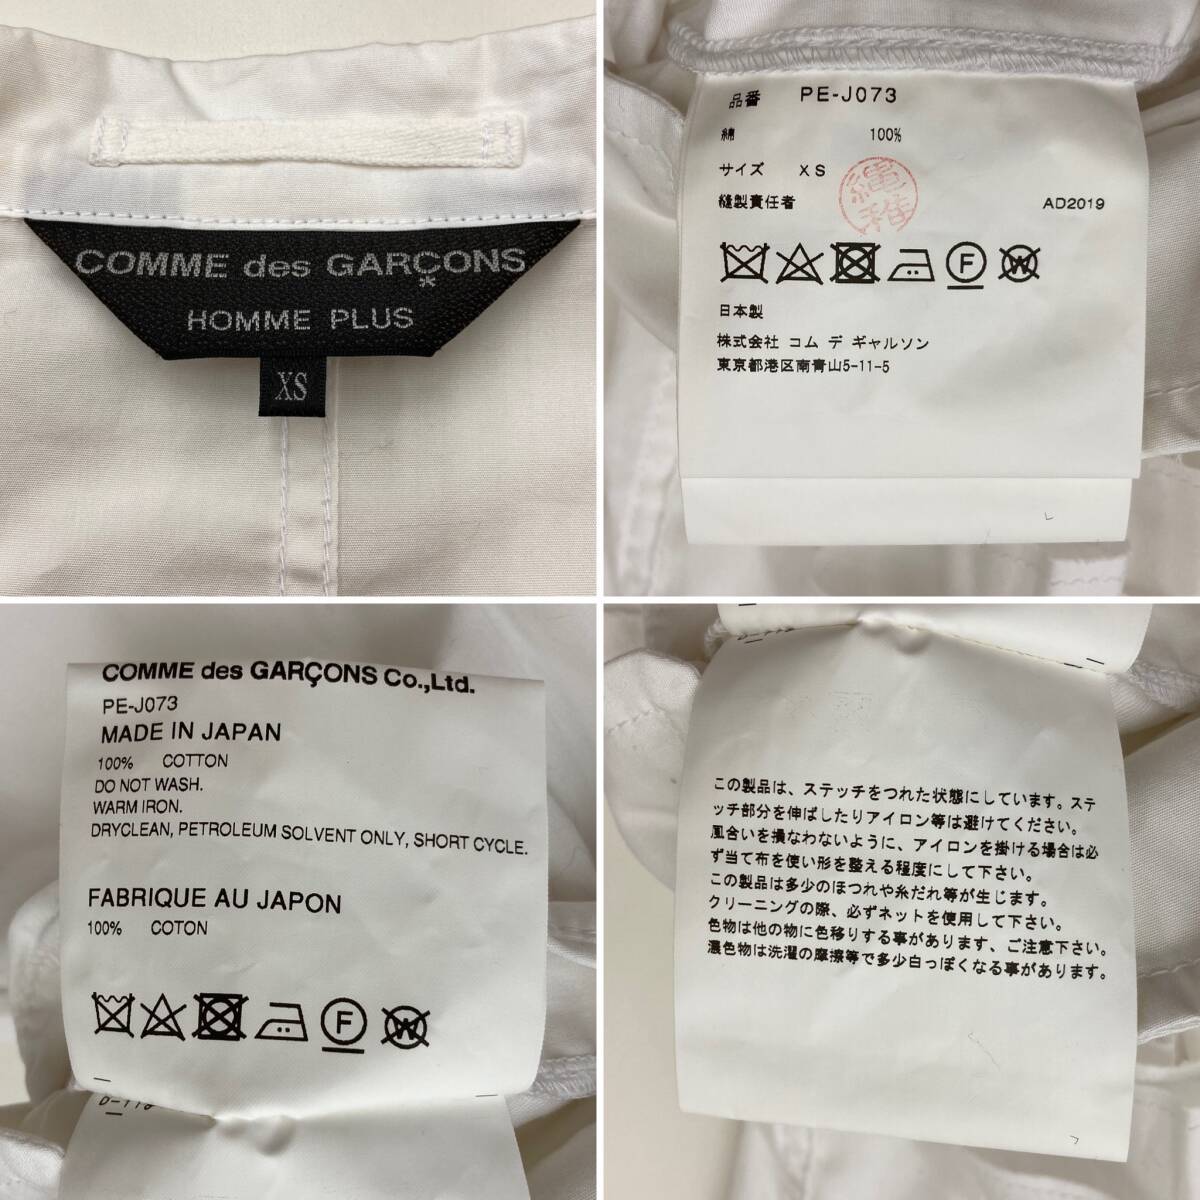 COMME des GARÇONS
*
HOMME PLUS
XS
品番 PE-J073
綿 100%
サイズ XS
縫製責任者 AD2019
F
W
日本製
株式会社 コム デ ギャルソン
東京都港区南青山5-11-5
COMME des GARÇONS Co.,Ltd.
PE-J073
MADE IN JAPAN
100% COTTON
DO NOT WASH.
WARM IRON.
DRYCLEAN, PETROLEUM SOLVENT ONLY, SHORT CYCLE.
FABRIQUE AU JAPON
100% COTON
F
W
この製品は、ステッチをつれた状態にしています。ステ
ッチ部分を伸ばしたりアイロン等は避けてください。
風合いを損なわないように、アイロンを掛ける場合は必
ず当て布を使い形を整える程度にして下さい。
この製品は多少のほつれや糸だれ等が生じます。
クリーニングの際、必ずネットを使用して下さい。
色物は他の物に色移りする事があります、ご注意下さい。
濃色物は洗濯の摩擦等で多少白っぽくなる事があります。